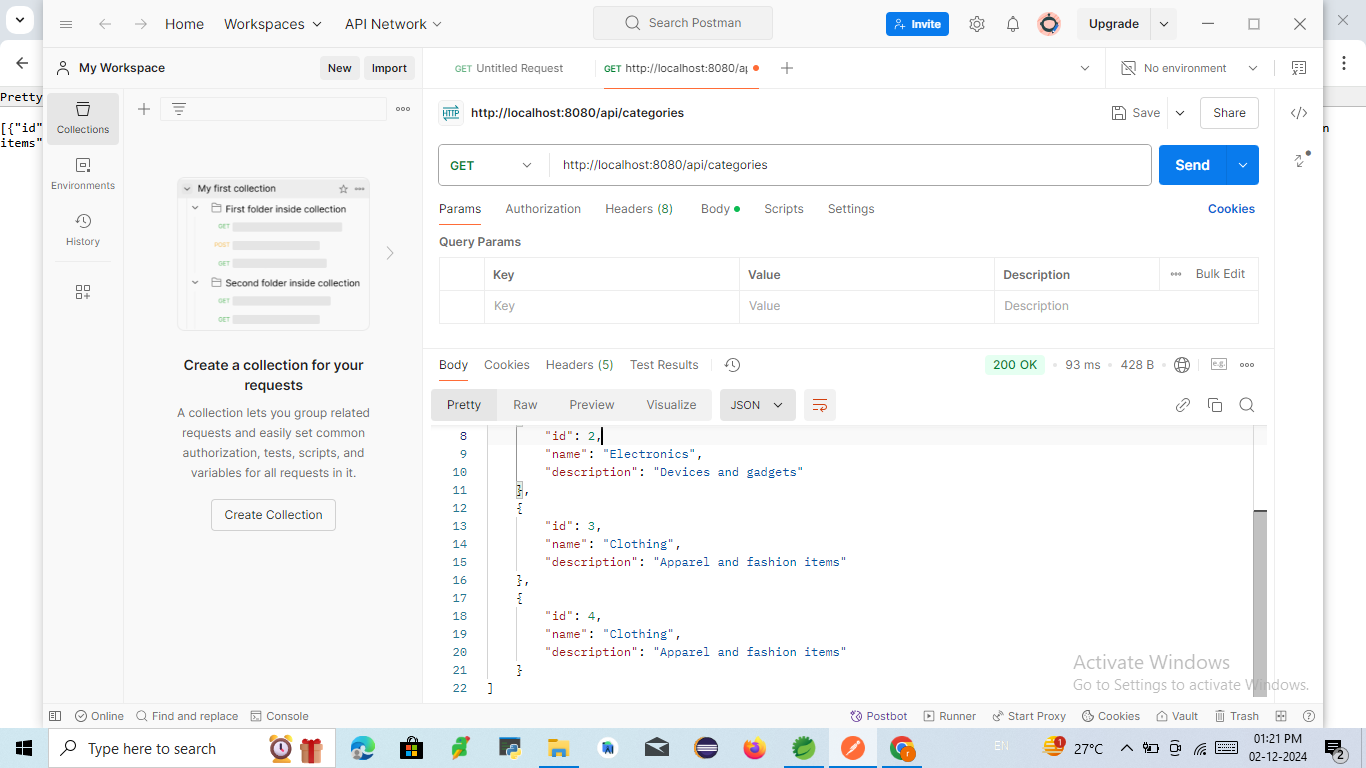 Home
Workspaces
API Network
Search Postman
Invite
Upgrade
My Workspace
New
Import
GET Untitled Request
GET http://localhost:8080/ap
No environment
Pretty
[{"id"
items"
n
Collections
Environments
History
My first collection
First folder inside collection
GET
POST
GET
Second folder inside collection
GET
GET
Create a collection for your
requests
A collection lets you group related
requests and easily set common
authorization, tests, scripts, and
variables for all requests in it.
Create Collection
HTTP http://localhost:8080/api/categories
Save
Share
GET
http://localhost:8080/api/categories
Send
Params
Authorization
Headers (8)
Body
Scripts
Settings
Cookies
Query Params
Key
Value
Description
Bulk Edit
Key
Value
Description
Body
Cookies
Headers (5)
Test Results
200 OK
93 ms
428 B
e.g.
Pretty
Raw
Preview
Visualize
JSON
8 "id": 2,
9 "name": "Electronics",
10 "description": "Devices and gadgets"
11 },
12 {
13 "id": 3,
14 "name": "Clothing",
15 "description": "Apparel and fashion items"
16 },
17 {
18 "id": 4,
19 "name": "Clothing",
20 "description": "Apparel and fashion items"
21 }
22 ]
Activate Windows
Go to Settings to activate Windows.
Online
Find and replace
Console
Postbot
Runner
Start Proxy
Cookies
Vault
Trash
Type here to search
EN
1
27°C
01:21 PM
02-12-2024
2